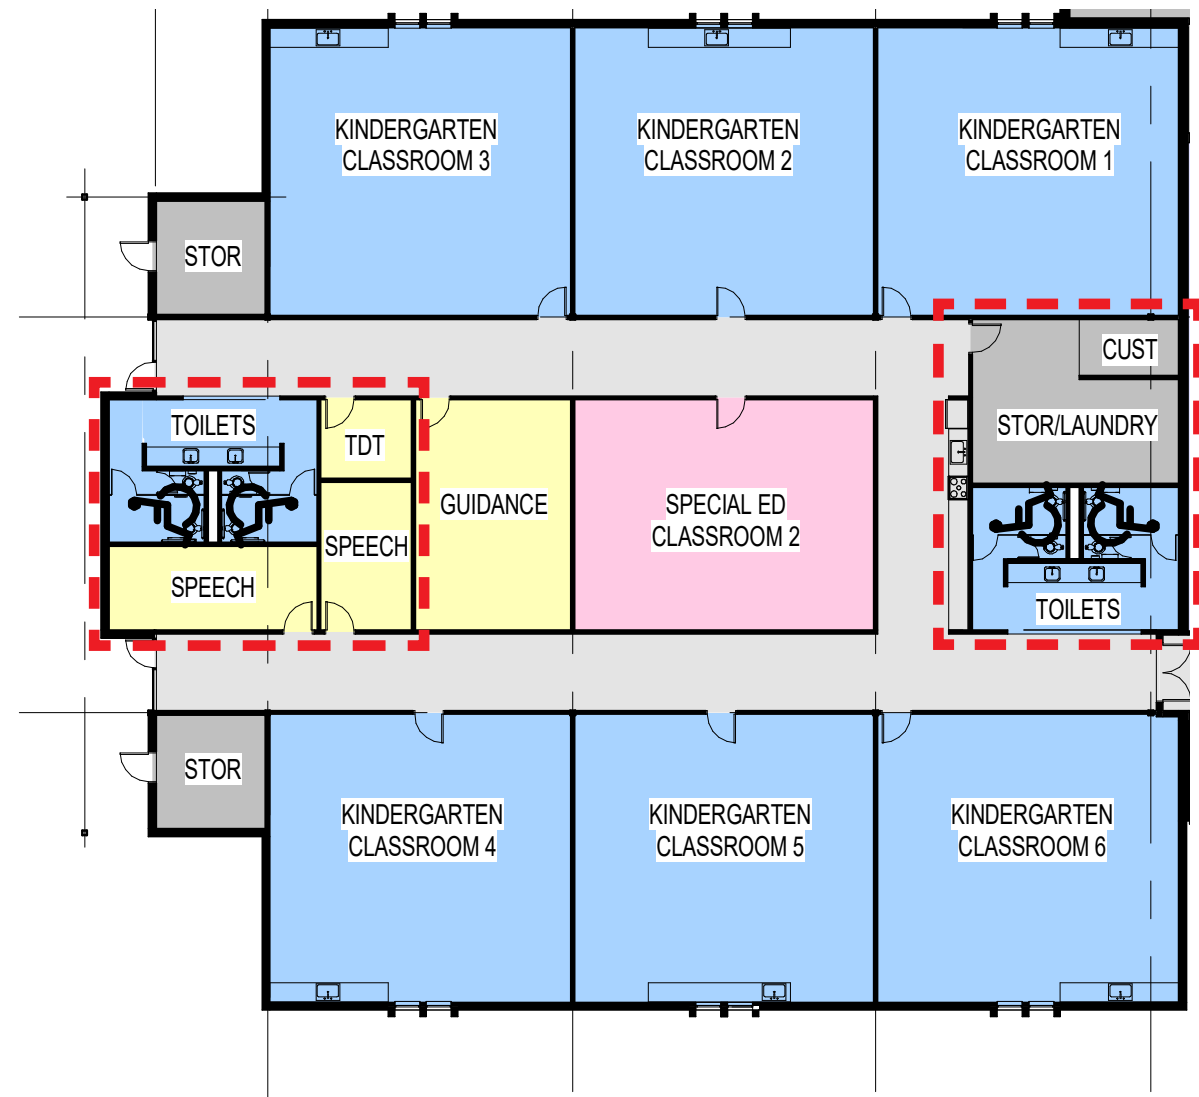 KINDERGARTEN
CLASSROOM 3
KINDERGARTEN
CLASSROOM 2
KINDERGARTEN
CLASSROOM 1
STOR
CUST
TOILETS
TDT
STOR/LAUNDRY
GUIDANCE
SPECIAL ED
CLASSROOM 2
SPEECH
SPEECH
TOILETS
STOR
KINDERGARTEN
CLASSROOM 4
KINDERGARTEN
CLASSROOM 5
KINDERGARTEN
CLASSROOM 6